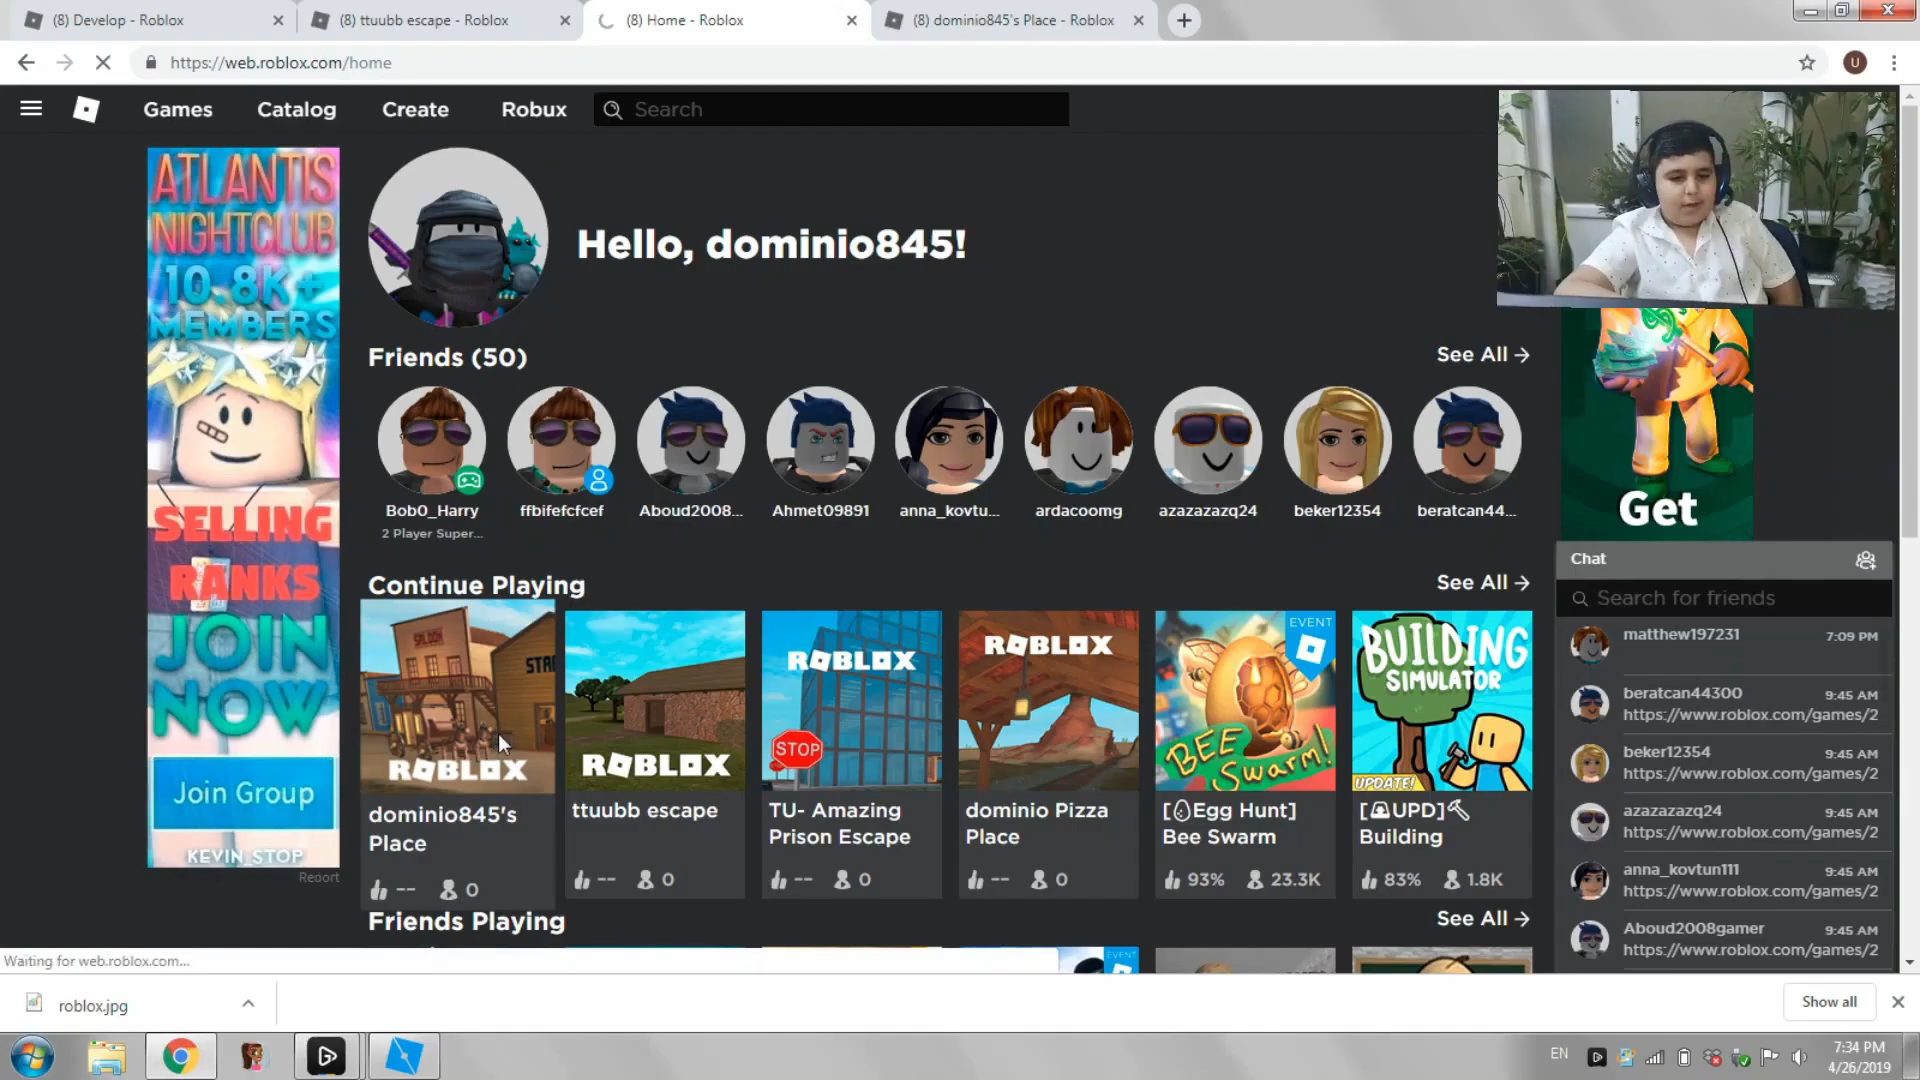 (8) Develop - Roblox
(8) ttuubb escape - Roblox
(8) Home - Roblox
(8) dominio845's Place - Roblox
https://web.roblox.com/home
U
Games
Catalog
Create
Robux
Search
ATLANTIS
NIGHTCLUB
10.8K+
MEMBERS
SELLING
RANKS
JOIN
NOW
Join Group
KEVIN_STOP
Report
Hello, dominio845!
Friends (50)
See All →
Bob0_Harry
2 Player Super...
ffbifefcfcef
Aboud2008...
Ahmet09891
anna_kovtu...
ardacoomg
azazazazq24
beker12354
beratcan44...
Continue Playing
See All →
SALOON
STA
ROBLOX
dominio845's
Place
-- 0
ROBLOX
ttuubb escape
-- 0
ROBLOX
STOP
TU- Amazing
Prison Escape
-- 0
ROBLOX
dominio Pizza
Place
-- 0
EVENT
BEE
Swarm!
[🥚Egg Hunt]
Bee Swarm
93% 23.3K
BUILDING
SIMULATOR
UPDATE!
[UPD]🔨
Building
83% 1.8K
Friends Playing
See All →
EVENT
Get
Chat
Search for friends
matthew197231 7:09 PM
beratcan44300 9:45 AM
https://www.roblox.com/games/2
beker12354 9:45 AM
https://www.roblox.com/games/2
azazazazq24 9:45 AM
https://www.roblox.com/games/2
anna_kovtun111 9:45 AM
https://www.roblox.com/games/2
Aboud2008gamer 9:45 AM
https://www.roblox.com/games/2
Waiting for web.roblox.com...
roblox.jpg
Show all
EN
7:34 PM
4/26/2019